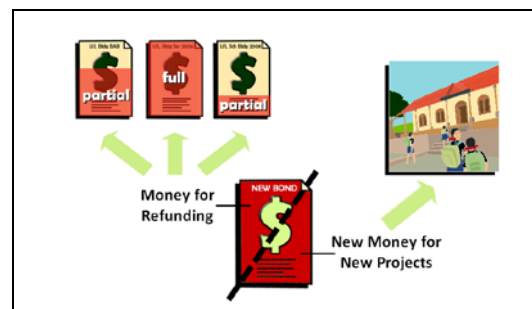 partial
full
partial
Money for
Refunding
NEW BOND
New Money for
New Projects